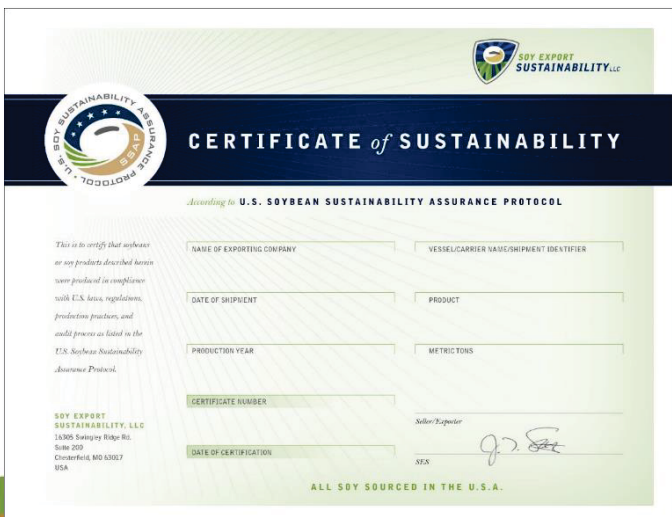 SOY EXPORT
SUSTAINABILITY LLC
U.S. SOY SUSTAINABILITY ASSURANCE PROTOCOL
SSAP
CERTIFICATE of SUSTAINABILITY
According to U.S. SOYBEAN SUSTAINABILITY ASSURANCE PROTOCOL
This is to certify that soybeans
or soy products described herein
were produced in compliance
with U.S. laws, regulations,
production practices, and
audit process as listed in the
U.S. Soybean Sustainability
Assurance Protocol.
NAME OF EXPORTING COMPANY
VESSEL/CARRIER NAME/SHIPMENT IDENTIFIER
DATE OF SHIPMENT
PRODUCT
PRODUCTION YEAR
METRIC TONS
CERTIFICATE NUMBER
DATE OF CERTIFICATION
Seller/Exporter
SES
SOY EXPORT
SUSTAINABILITY, LLC
16305 Swingley Ridge Rd.
Suite 200
Chesterfield, MO 63017
USA
ALL SOY SOURCED IN THE U.S.A.